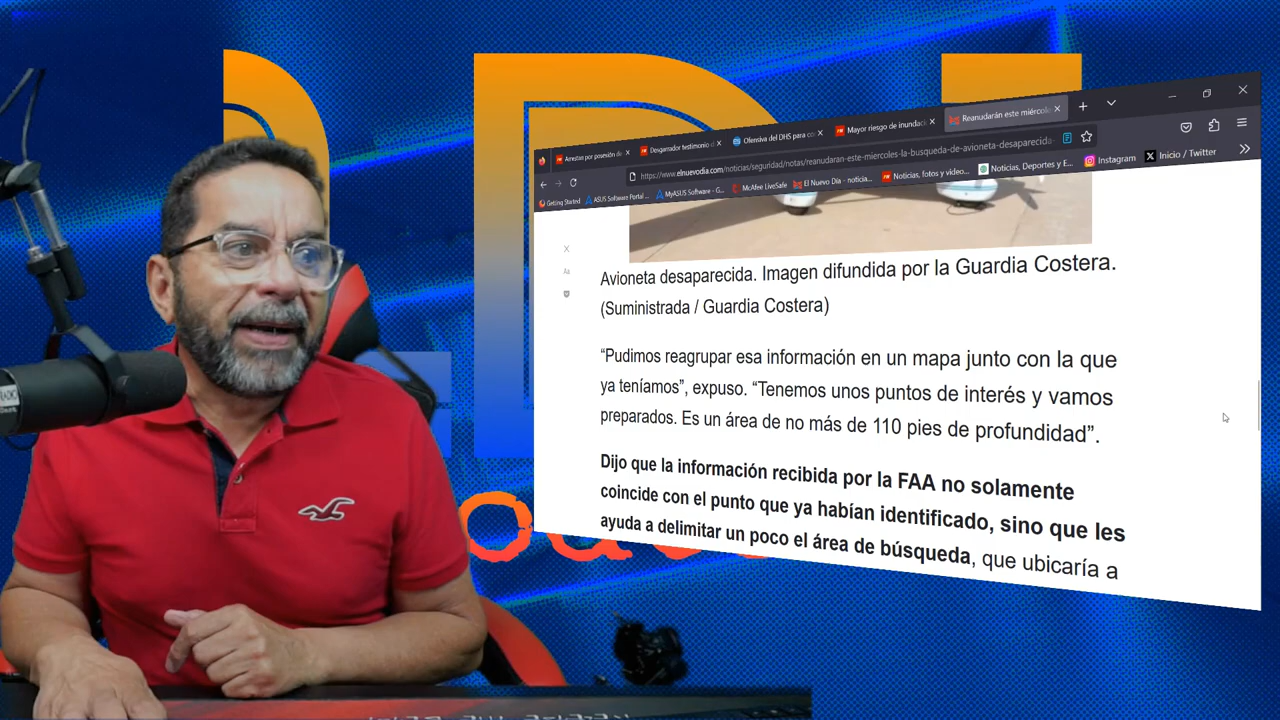 Arrestan por posesión de
Desgarrador testimonio d
Ofensiva del DHS para co
Mayor riesgo de inundac
Reanudarán este miércole
https://www.elnuevodia.com/noticias/seguridad/notas/reanudaran-este-miercoles-la-busqueda-de-avioneta-desaparecida-
Getting Started
ASUS Software Portal ...
MyASUS Software - G...
McAfee LiveSafe
El Nuevo Día - noticia...
Noticias, fotos y videos...
Noticias, Deportes y E...
Instagram
Inicio / Twitter
Avioneta desaparecida. Imagen difundida por la Guardia Costera.
(Suministrada / Guardia Costera)
“Pudimos reagrupar esa información en un mapa junto con la que
ya teníamos”, expuso. “Tenemos unos puntos de interés y vamos
preparados. Es un área de no más de 110 pies de profundidad”.
Dijo que la información recibida por la FAA no solamente
coincide con el punto que ya habían identificado, sino que les
ayuda a delimitar un poco el área de búsqueda, que ubicaría a